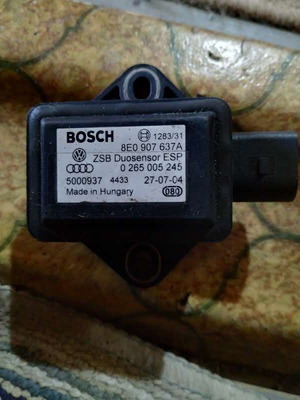 BOSCH 1283/31
8E0 907 637A
ZSB Duosensor ESP
0 265 005 245
5000937 4433 27-07-04
Made in Hungary 080